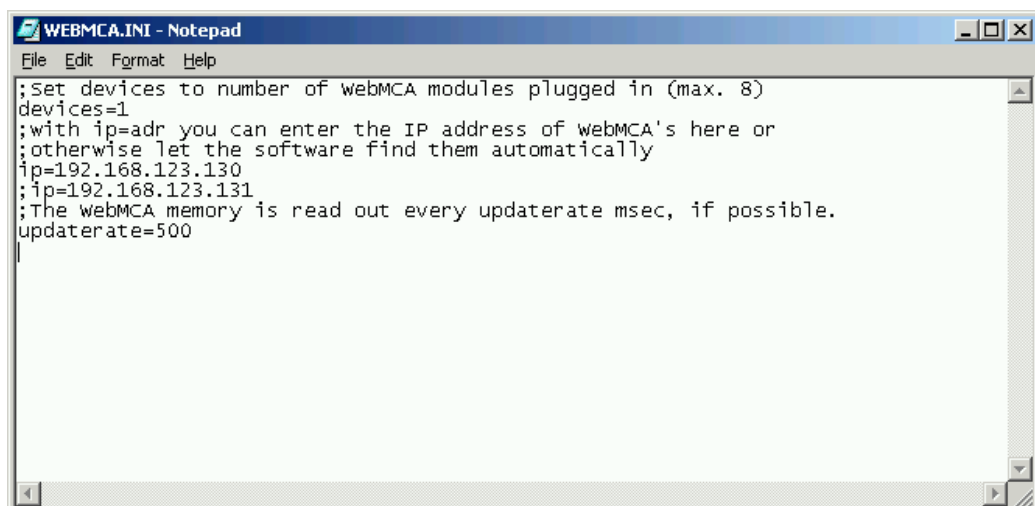 WEBMCA.INI - Notepad
File Edit Format Help
;Set devices to number of WebMCA modules plugged in (max. 8)
devices=1
;with ip=adr you can enter the IP address of WebMCA's here or
;otherwise let the software find them automatically
ip=192.168.123.130
;ip=192.168.123.131
;The WebMCA memory is read out every updaterate msec, if possible.
updaterate=500